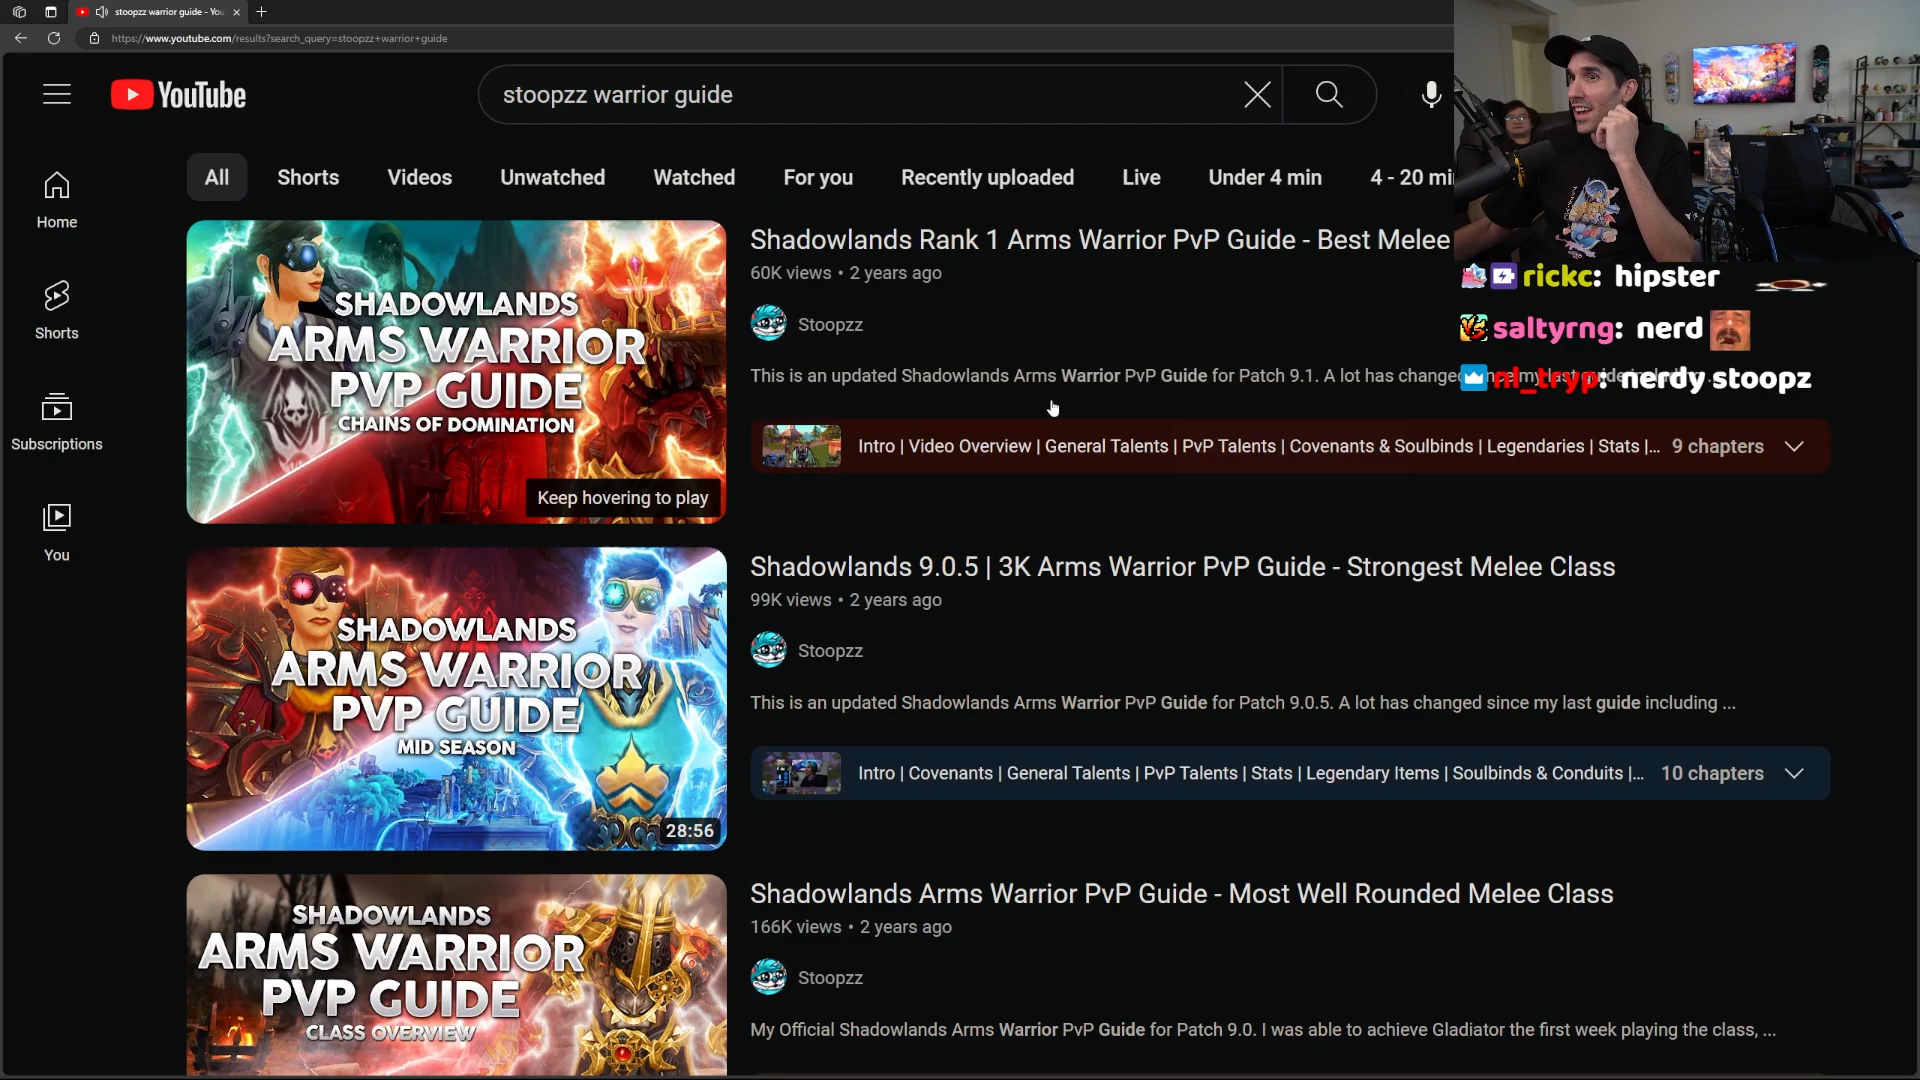 stoopzz warrior guide - You
https://www.youtube.com/results?search_query=stoopzz+warrior+guide
YouTube
stoopzz warrior guide
All
Shorts
Videos
Unwatched
Watched
For you
Recently uploaded
Live
Under 4 min
4 - 20 mi
Home
Shorts
Subscriptions
You
SHADOWLANDS
ARMS WARRIOR
PVP GUIDE
CHAINS OF DOMINATION
Keep hovering to play
Shadowlands Rank 1 Arms Warrior PvP Guide - Best Melee
60K views • 2 years ago
Stoopzz
This is an updated Shadowlands Arms Warrior PvP Guide for Patch 9.1. A lot has changed
Intro | Video Overview | General Talents | PvP Talents | Covenants & Soulbinds | Legendaries | Stats |...
9 chapters
rickc: hipster
saltyrng: nerd
nl_tryp: nerdy stoopz
SHADOWLANDS
ARMS WARRIOR
PVP GUIDE
MID SEASON
28:56
Shadowlands 9.0.5 | 3K Arms Warrior PvP Guide - Strongest Melee Class
99K views • 2 years ago
Stoopzz
This is an updated Shadowlands Arms Warrior PvP Guide for Patch 9.0.5. A lot has changed since my last guide including ...
Intro | Covenants | General Talents | PvP Talents | Stats | Legendary Items | Soulbinds & Conduits |...
10 chapters
SHADOWLANDS
ARMS WARRIOR
PVP GUIDE
CLASS OVERVIEW
Shadowlands Arms Warrior PvP Guide - Most Well Rounded Melee Class
166K views • 2 years ago
Stoopzz
My Official Shadowlands Arms Warrior PvP Guide for Patch 9.0. I was able to achieve Gladiator the first week playing the class, ...